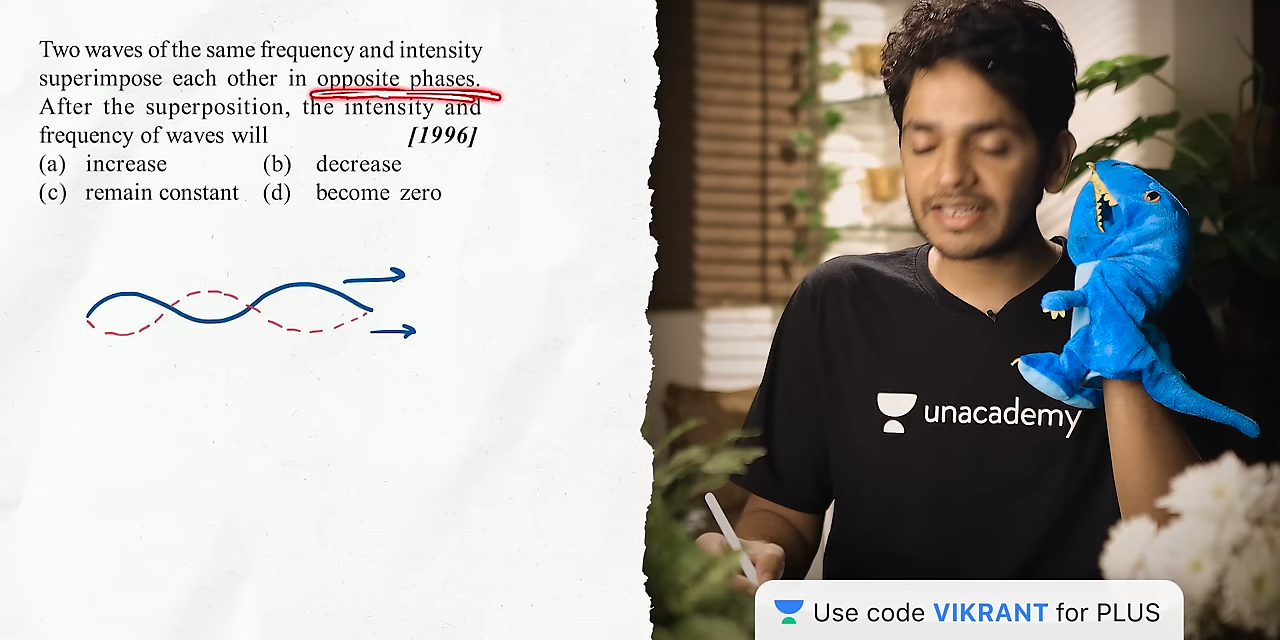 Two waves of the same frequency and intensity
superimpose each other in opposite phases.
After the superposition, the intensity and
frequency of waves will [1996]
(a) increase (b) decrease
(c) remain constant (d) become zero
unacademy
Use code VIKRANT for PLUS